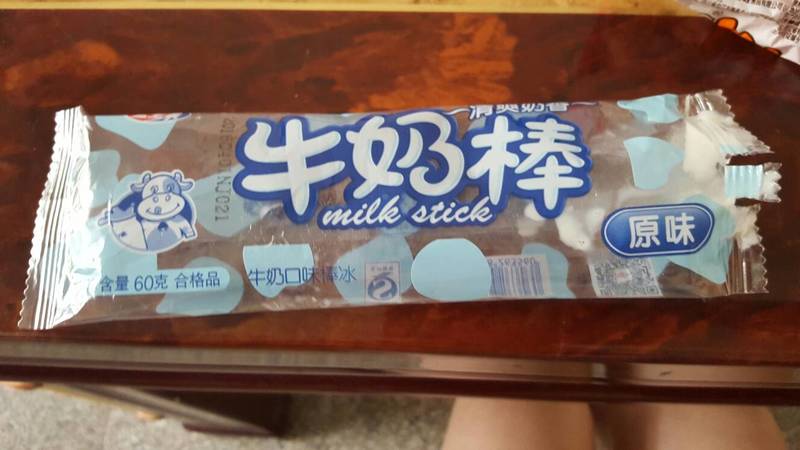 清爽奶香
牛奶棒
milk stick
原味
含量 60克 合格品
牛奶口味棒冰